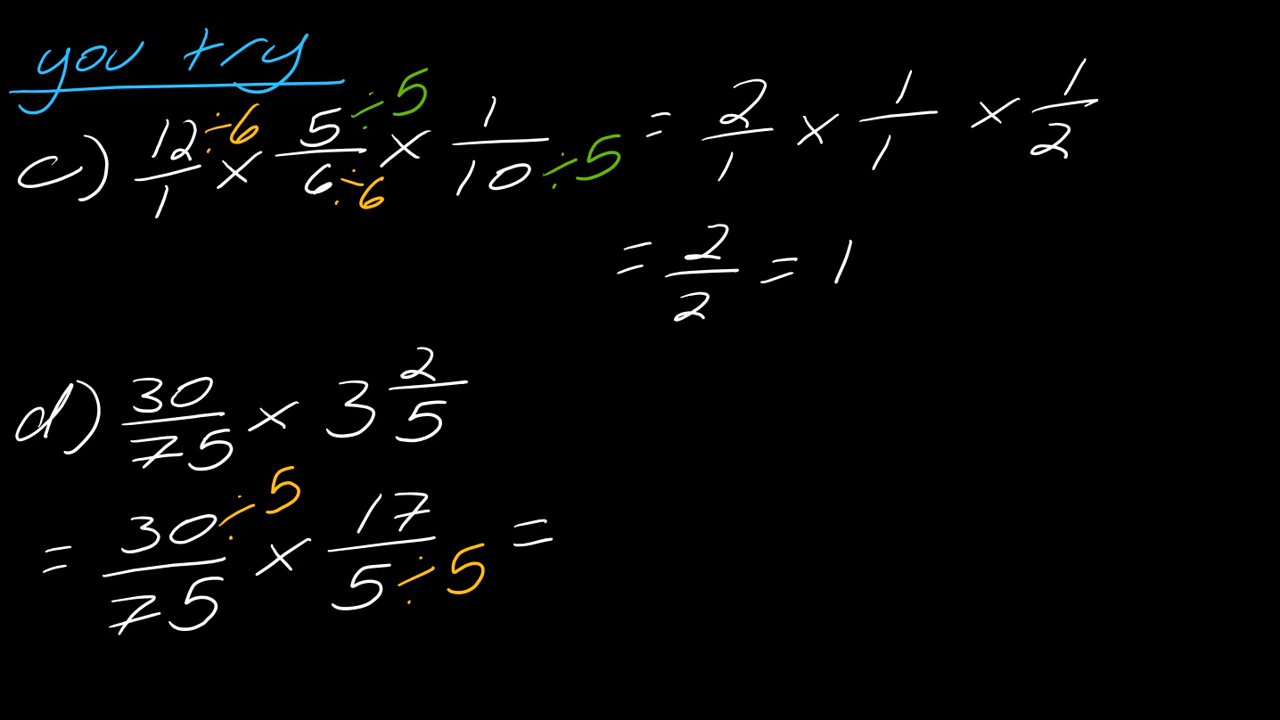 you try
c) 12/1 ÷6 × 5/6 ÷5 ÷6 × 1/10 ÷5 = 2/1 × 1/1 × 1/2
= 2/2 = 1
d) 30/75 × 3 2/5
= 30/75 ÷5 × 17/5 ÷5 =